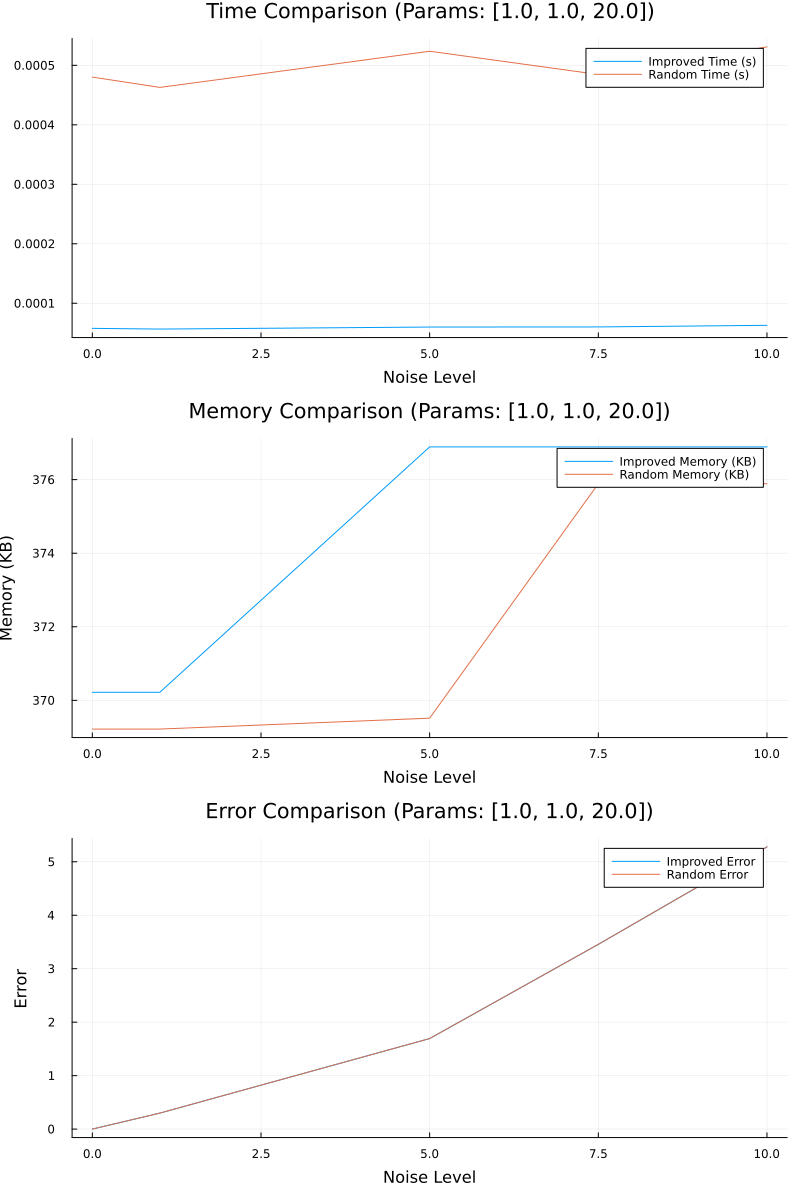 Time Comparison (Params: [1.0, 1.0, 20.0])
0.0005
0.0004
0.0003
0.0002
0.0001
Improved Time (s)
Random Time (s)
0.0 2.5 5.0 7.5 10.0
Noise Level
Memory Comparison (Params: [1.0, 1.0, 20.0])
Memory (KB)
376
374
372
370
Improved Memory (KB)
Random Memory (KB)
0.0 2.5 5.0 7.5 10.0
Noise Level
Error Comparison (Params: [1.0, 1.0, 20.0])
Error
5
4
3
2
1
0
Improved Error
Random Error
0.0 2.5 5.0 7.5 10.0
Noise Level